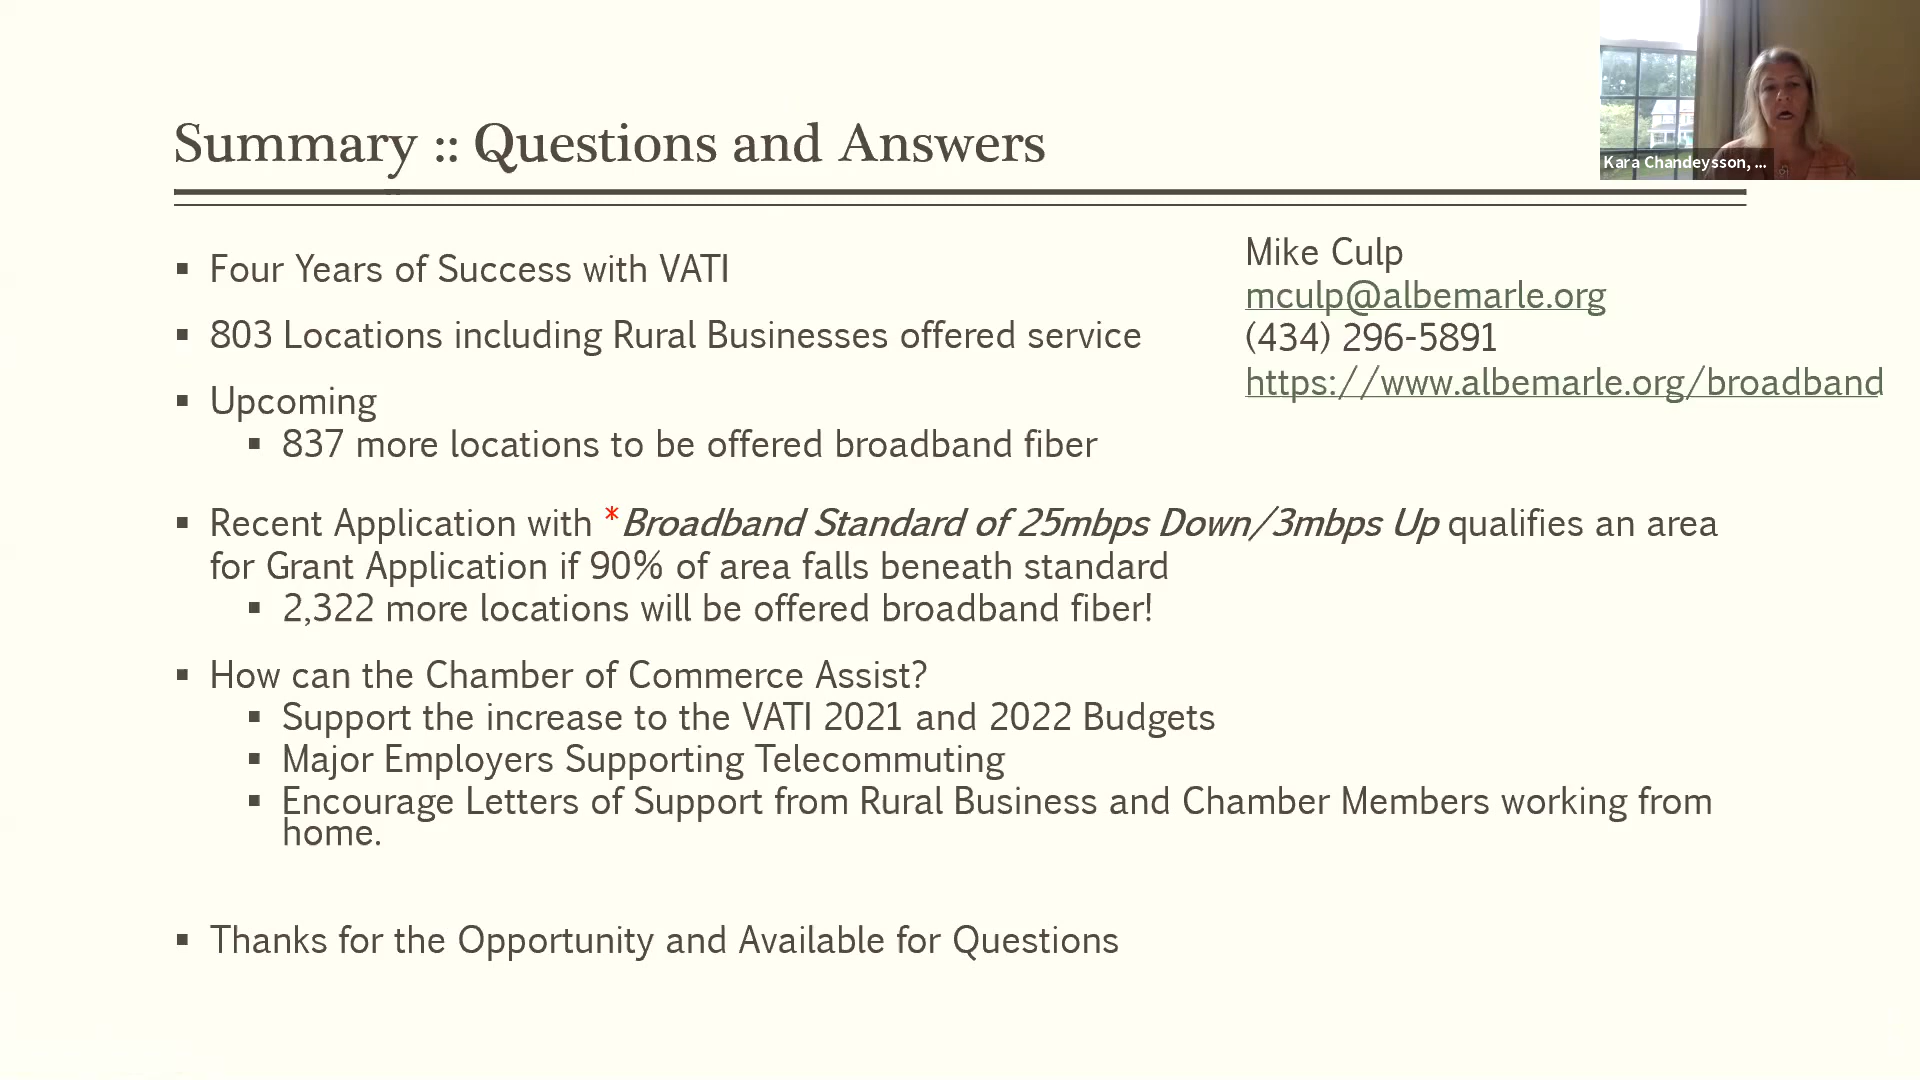 Summary :: Questions and Answers
Kara Chandeysson, ...
Four Years of Success with VATI
803 Locations including Rural Businesses offered service
Upcoming
837 more locations to be offered broadband fiber
Mike Culp
mculp@albemarle.org
(434) 296-5891
https://www.albemarle.org/broadband
Recent Application with *Broadband Standard of 25mbps Down/3mbps Up qualifies an area
for Grant Application if 90% of area falls beneath standard
2,322 more locations will be offered broadband fiber!
How can the Chamber of Commerce Assist?
Support the increase to the VATI 2021 and 2022 Budgets
Major Employers Supporting Telecommuting
Encourage Letters of Support from Rural Business and Chamber Members working from
home.
Thanks for the Opportunity and Available for Questions